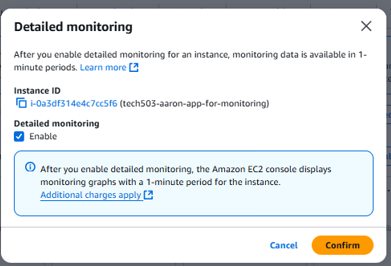 Detailed monitoring
After you enable detailed monitoring for an instance, monitoring data is available in 1-
minute periods. Learn more
Instance ID
i-0a3df314e4c7cc5f6 (tech503-aaron-app-for-monitoring)
Detailed monitoring
Enable
After you enable detailed monitoring, the Amazon EC2 console displays
monitoring graphs with a 1-minute period for the instance.
Additional charges apply
Cancel
Confirm